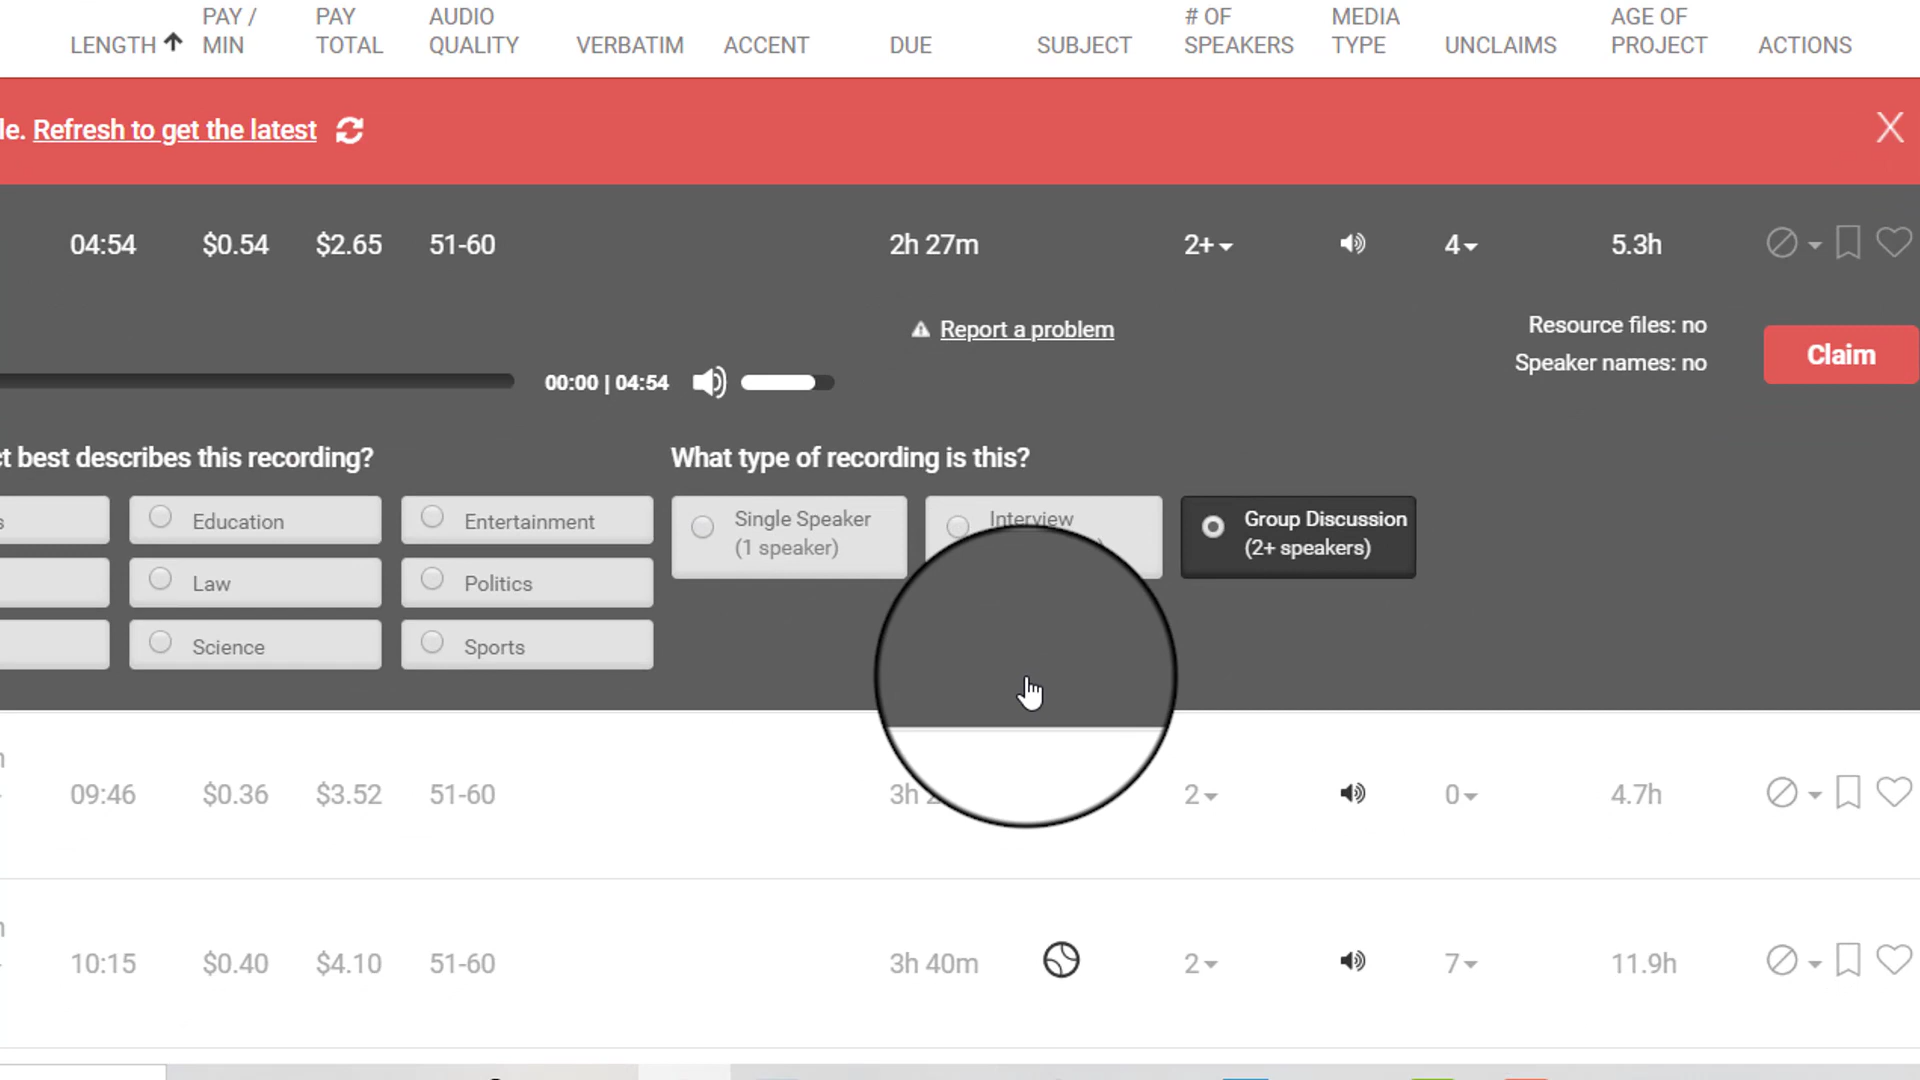 LENGTH PAY / MIN PAY TOTAL AUDIO QUALITY VERBATIM ACCENT DUE SUBJECT # OF SPEAKERS MEDIA TYPE UNCLAIMS AGE OF PROJECT ACTIONS
le. Refresh to get the latest X
04:54 $0.54 $2.65 51-60 2h 27m 2+ 4 5.3h
Report a problem
Resource files: no
Speaker names: no
Claim
00:00 | 04:54
best describes this recording?
What type of recording is this?
Education Entertainment
Law Politics
Science Sports
Single Speaker
(1 speaker)
Interview
Group Discussion
(2+ speakers)
09:46 $0.36 $3.52 51-60 3h 2 0 4.7h
10:15 $0.40 $4.10 51-60 3h 40m 2 7 11.9h